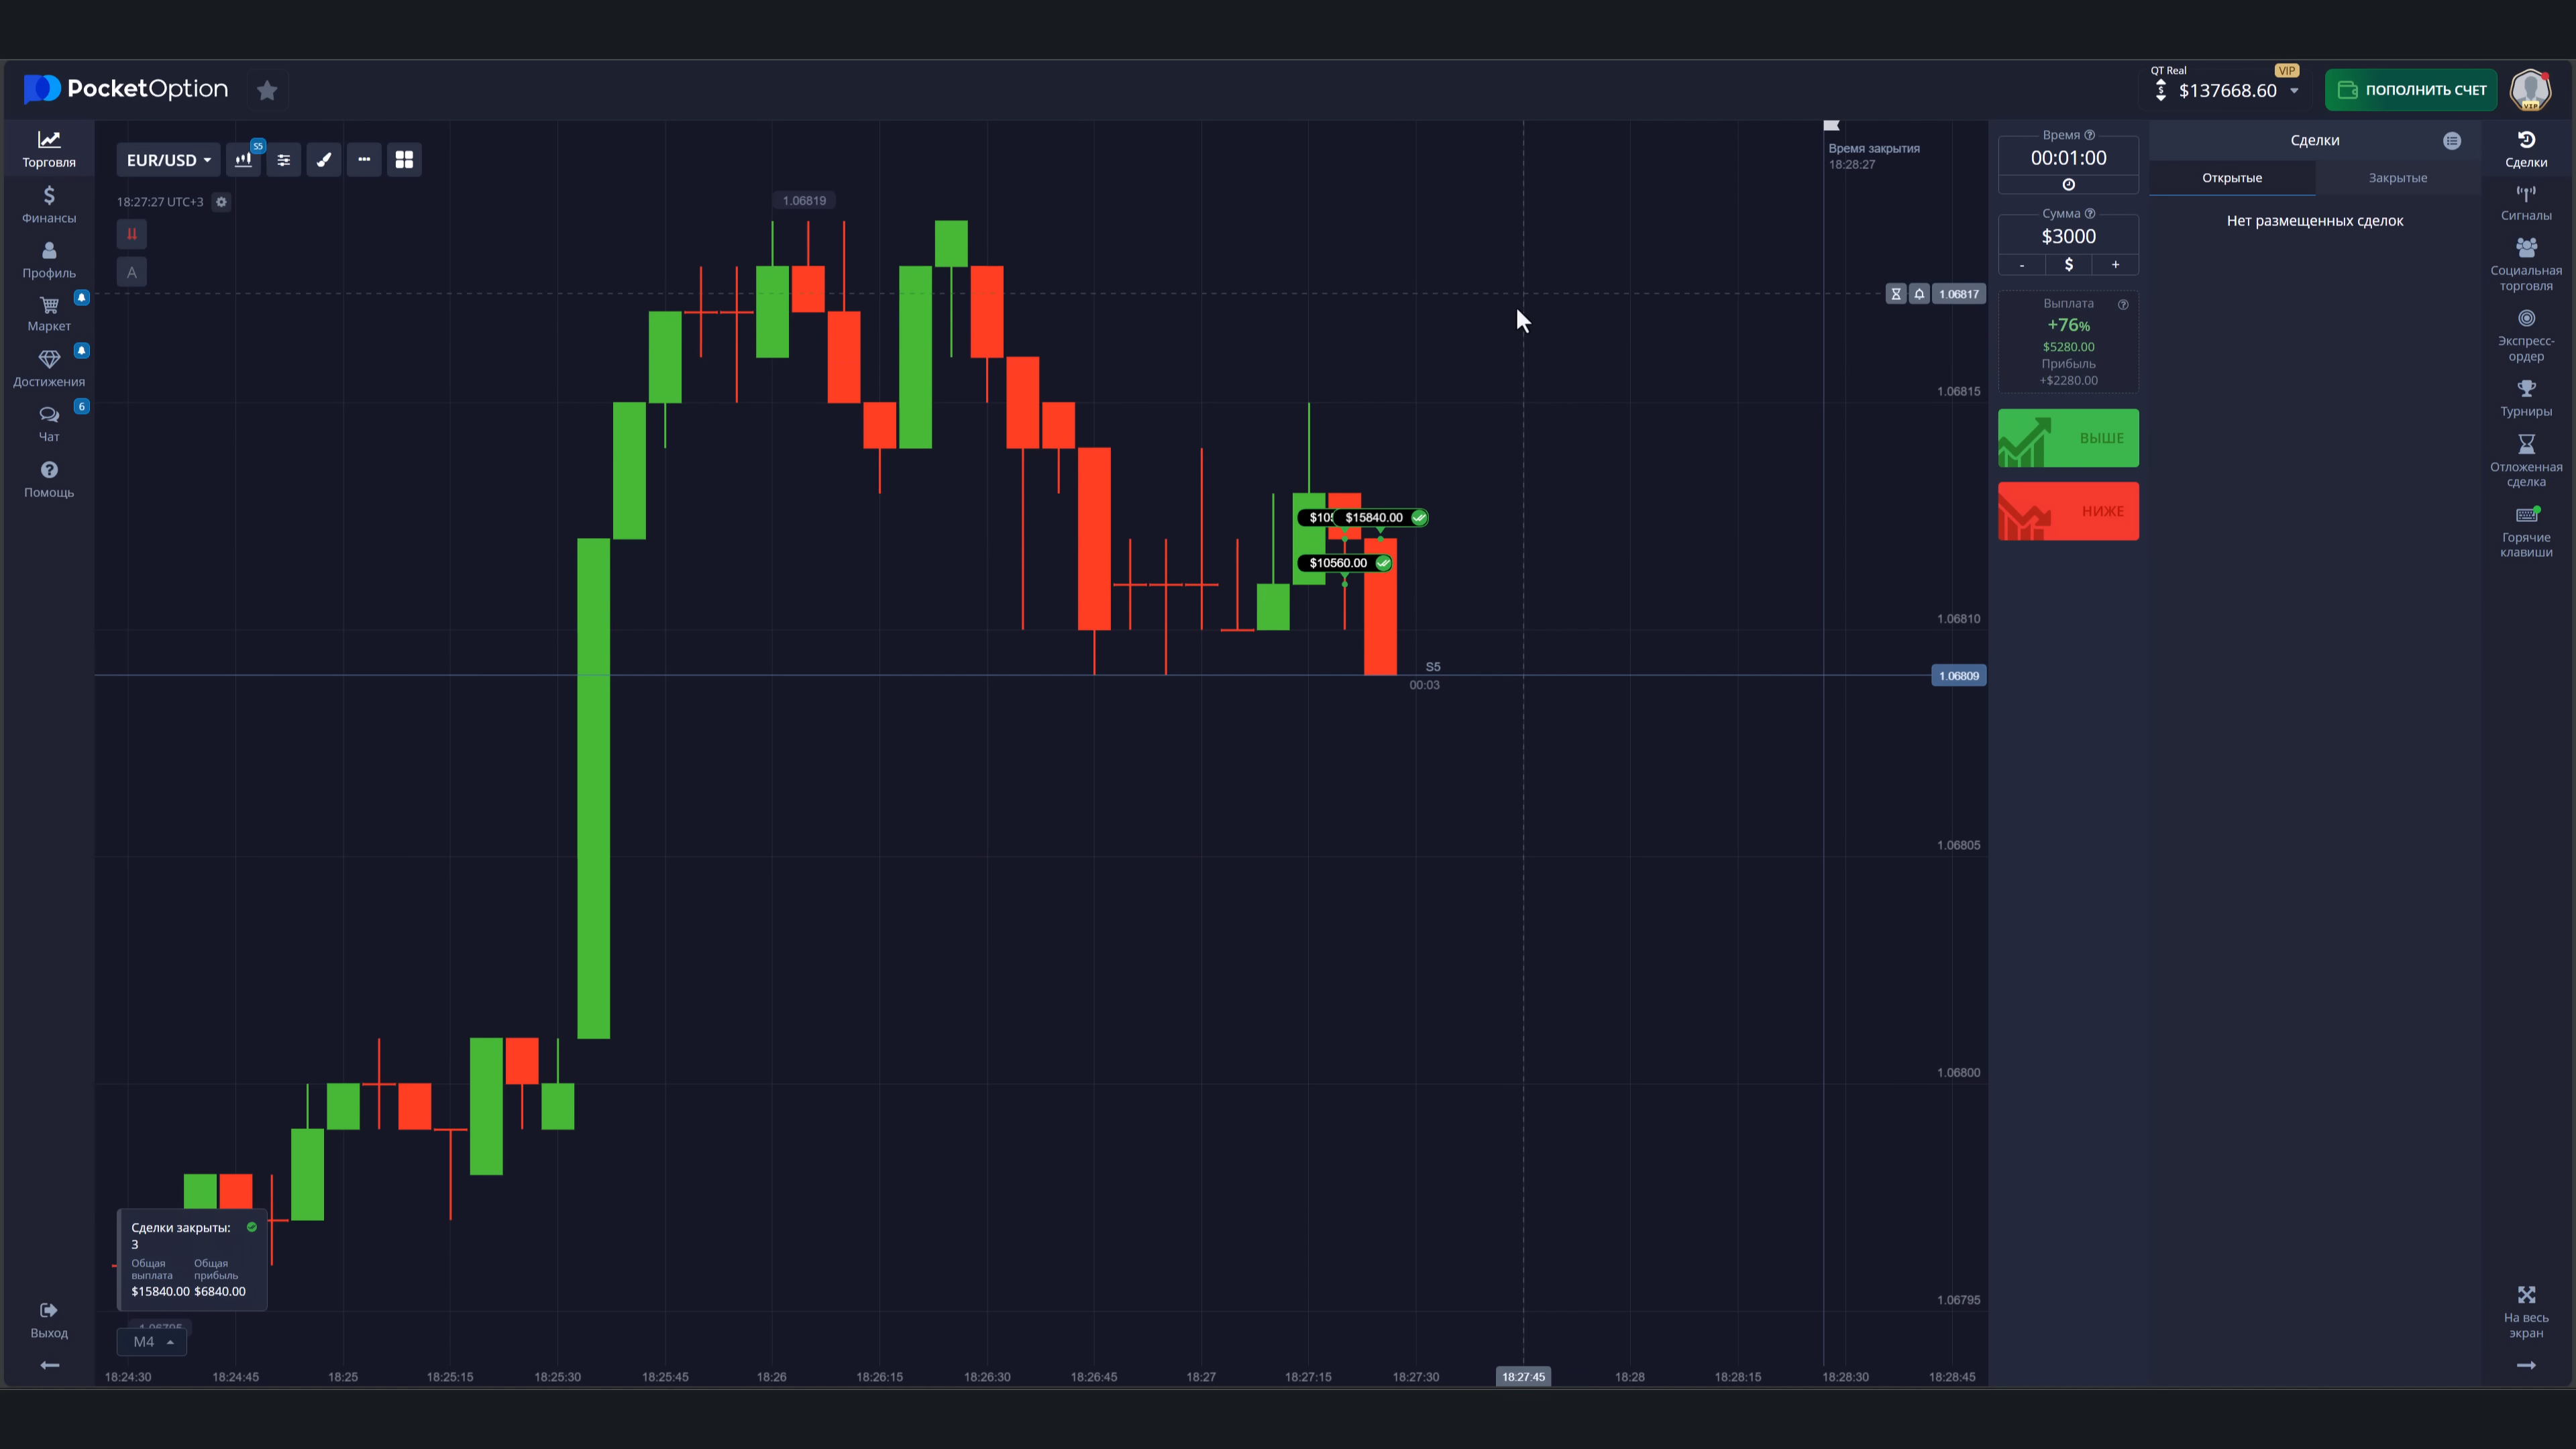 PocketOption
QT Real
VIP
$137668.60
ПОПОЛНИТЬ СЧЕТ
VIP
Торговля
Финансы
Профиль
Маркет
Достижения
6
Чат
Помощь
Выход
EUR/USD
S5
18:27:27 UTC+3
A
1.06819
Время закрытия
18:28:27
1.06817
1.06815
1.06810
1.06809
1.06805
1.06800
1.06795
$15840.00
$10560.00
S5
00:03
Сделки закрыты:
3
Общая Общая
выплата прибыль
$15840.00 $6840.00
M4
18:24:30 18:24:45 18:25 18:25:15 18:25:30 18:25:45 18:26 18:26:15 18:26:30 18:26:45 18:27 18:27:15 18:27:30 18:27:45 18:28 18:28:15 18:28:30 18:28:45
Время
00:01:00
Сумма
$3000
- $ +
Выплата
+76%
$5280.00
Прибыль
+$2280.00
ВЫШЕ
НИЖЕ
Сделки
Открытые Закрытые
Нет размещенных сделок
Сделки
Сигналы
Социальная
торговля
Экспресс-
ордер
Турниры
Отложенная
сделка
Горячие
клавиши
На весь
экран